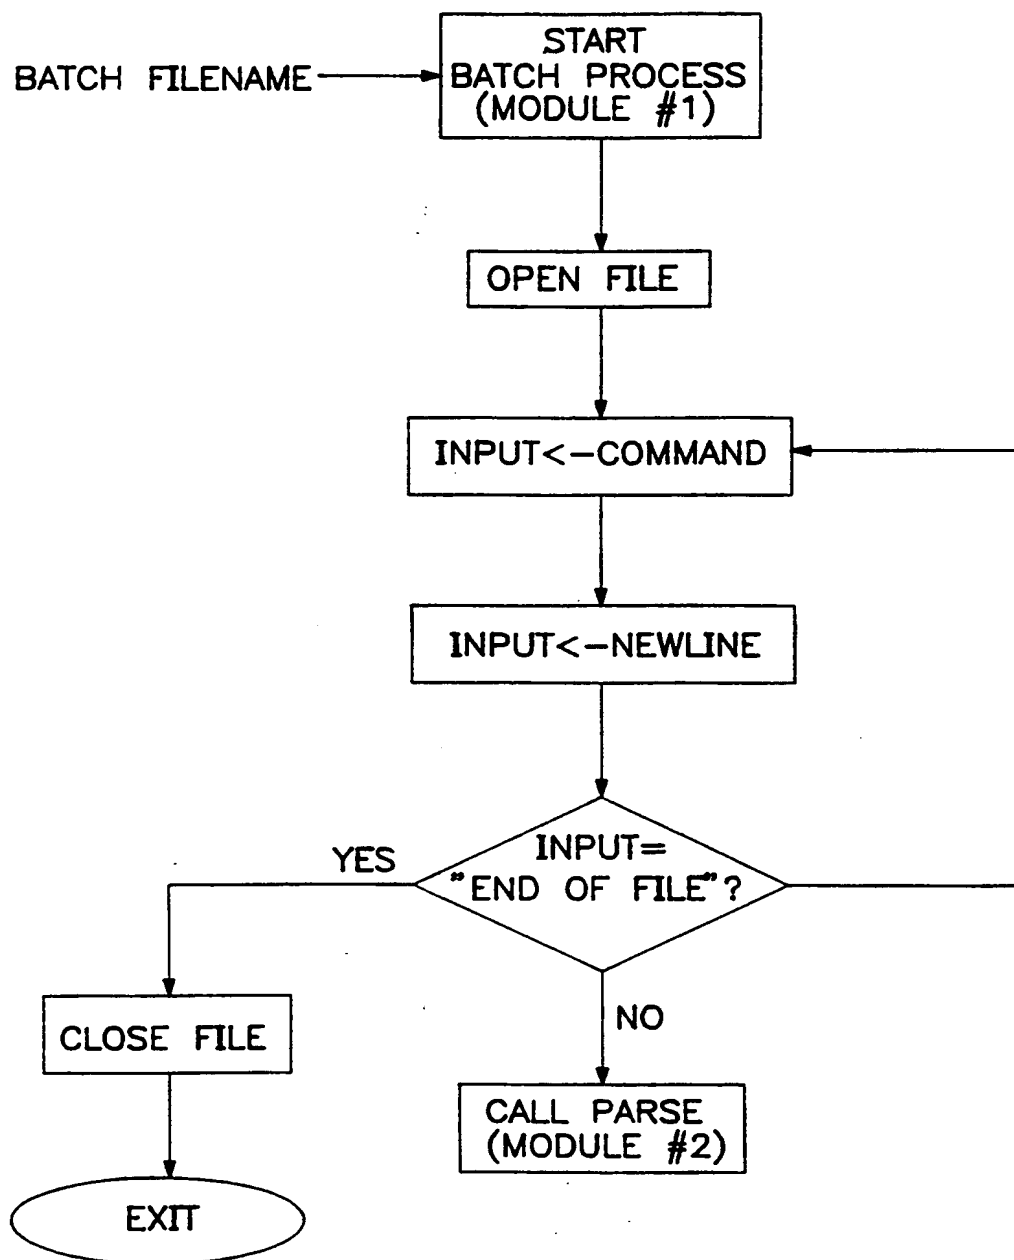 START
BATCH PROCESS
(MODULE #1)
BATCH FILENAME
OPEN FILE
INPUT<-COMMAND
INPUT<-NEWLINE
INPUT=
"END OF FILE"?
YES
NO
CLOSE FILE
CALL PARSE
(MODULE #2)
EXIT